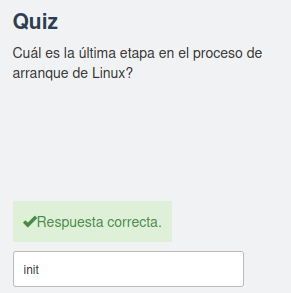 Quiz
Cuál es la última etapa en el proceso de
arranque de Linux?
Respuesta correcta.
init